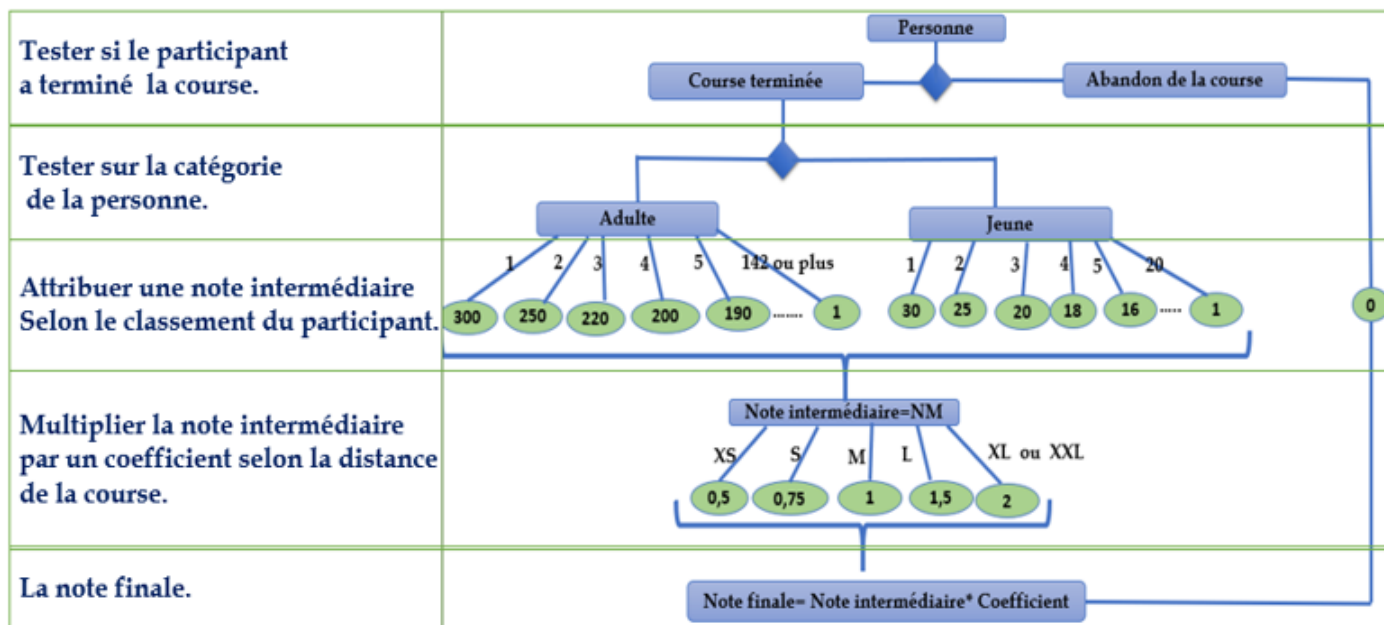 Tester si le participant
a terminé la course.
Personne
Course terminée
Abandon de la course
Tester sur la catégorie
de la personne.
Adulte
Jeune
1 2 3 4 5 142 ou plus
1 2 3 4 5 20
Attribuer une note intermédiaire
Selon le classement du participant.
300 250 220 200 190 ........ 1
30 25 20 18 16 ..... 1
0
Multiplier la note intermédiaire
par un coefficient selon la distance
de la course.
Note intermédiaire=NM
XS S M L XL ou XXL
0,5 0,75 1 1,5 2
La note finale.
Note finale= Note intermédiaire* Coefficient